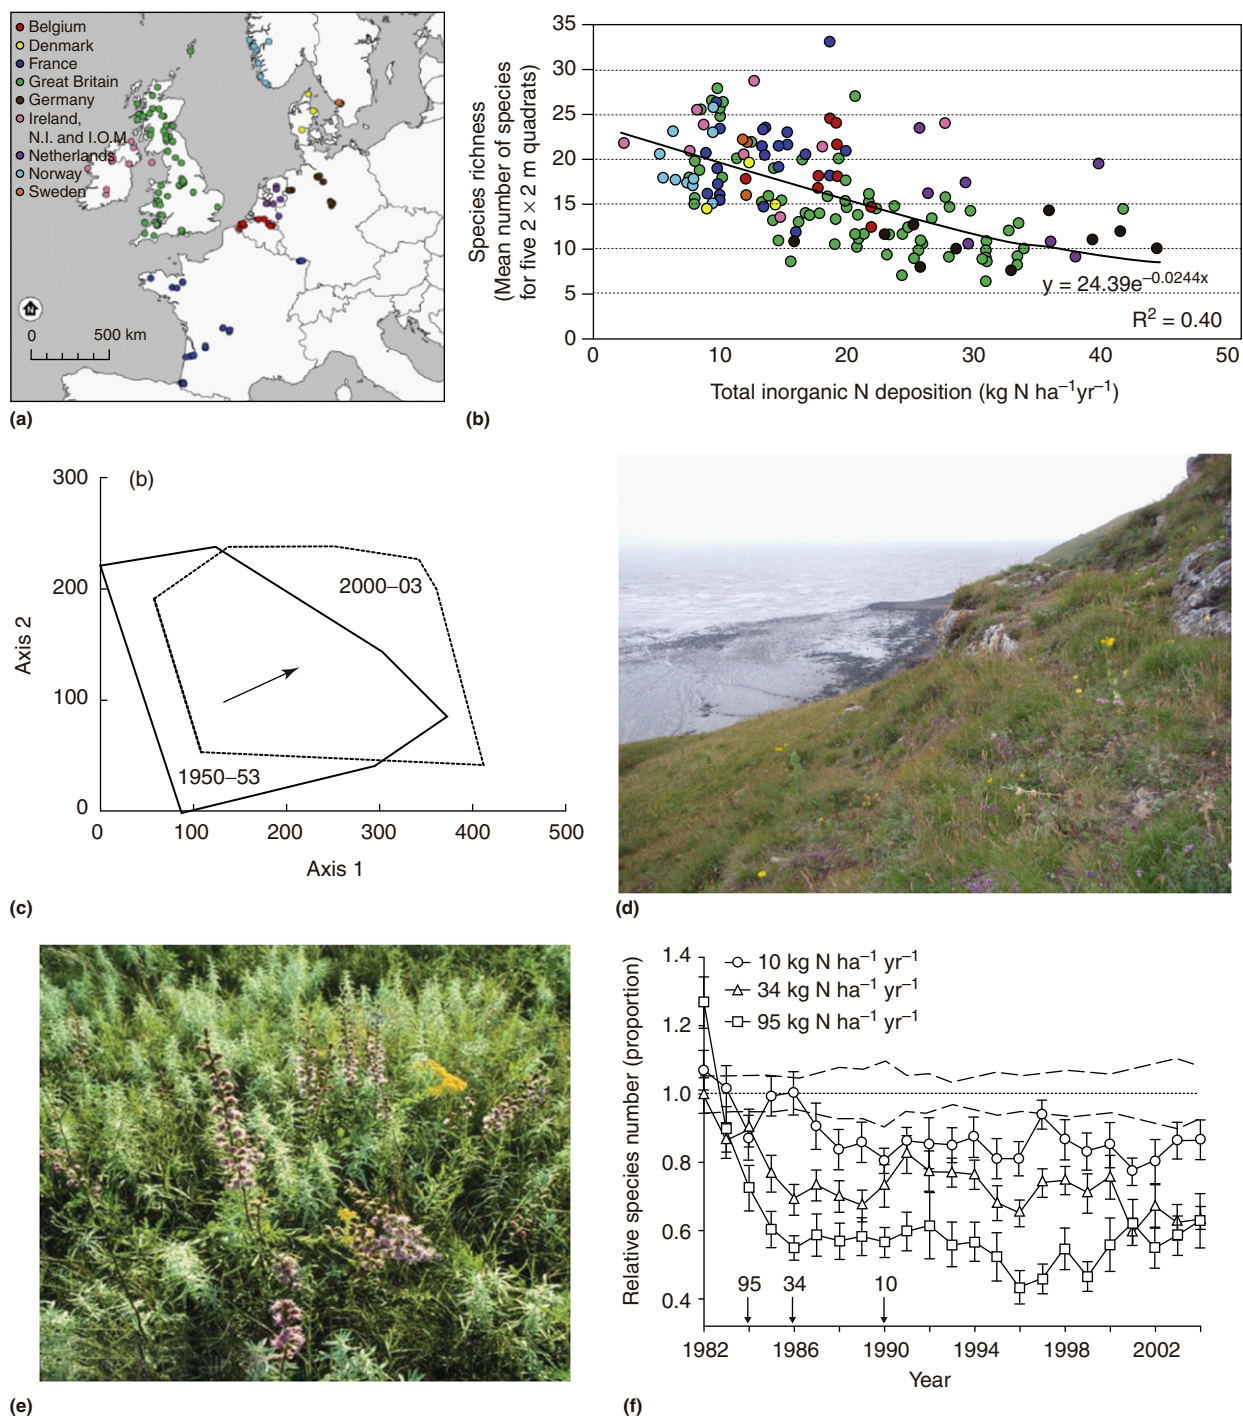 Belgium
Denmark
France
Great Britain
Germany
Ireland,
N.I. and I.O.M
Netherlands
Norway
Sweden
N
0 500 km
(a)
Species richness
(Mean number of species
for five 2 × 2 m quadrats)
35
30
25
20
15
10
5
0
y = 24.39e–0.0244x
R2 = 0.40
0 10 20 30 40 50
Total inorganic N deposition (kg N ha–1yr–1)
(b)
(b)
300
200
100
0
Axis 2
2000–03
1950–53
0 100 200 300 400 500
Axis 1
(c)
(d)
(e)
Relative species number (proportion)
1.4
1.2
1.0
0.8
0.6
0.4
10 kg N ha–1 yr–1
34 kg N ha–1 yr–1
95 kg N ha–1 yr–1
95 34 10
1982 1986 1990 1994 1998 2002
Year
(f)